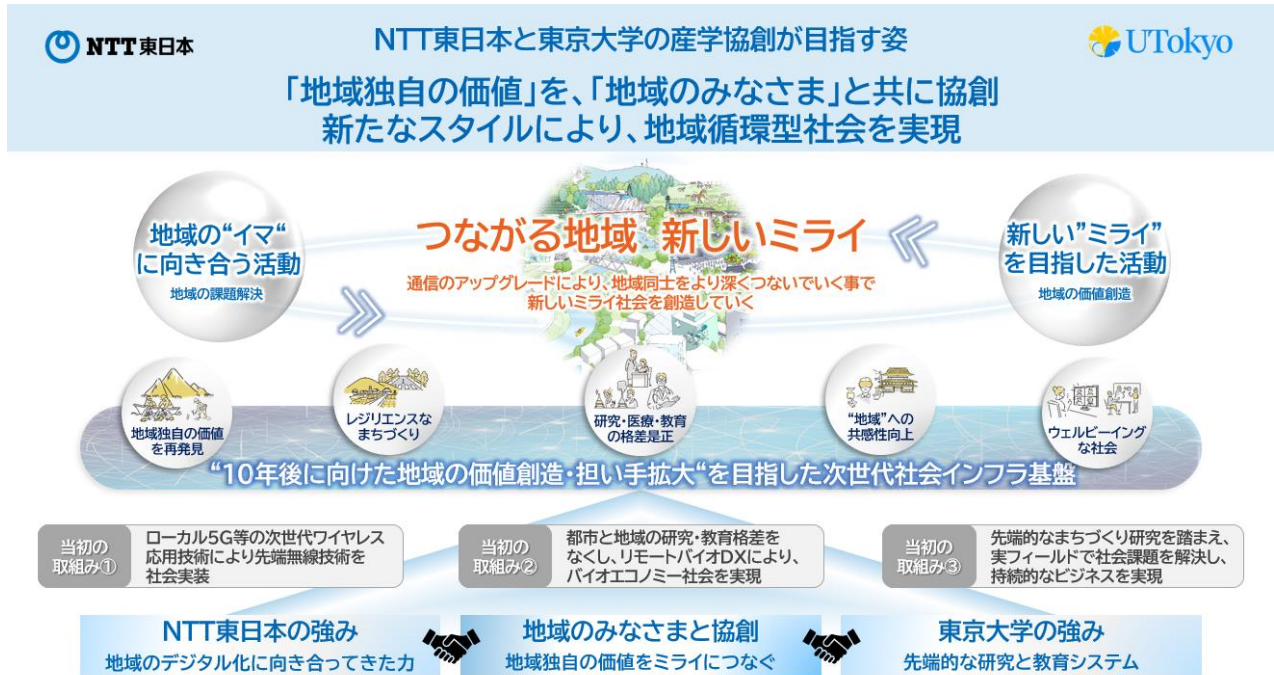 NTT東日本
NTT東日本と東京大学の産学協創が目指す姿
UTokyo
「地域独自の価値」を、「地域のみなさま」と共に協創
新たなスタイルにより、地域循環型社会を実現
地域の“イマ“
に向き合う活動
地域の課題解決
つながる地域 新しいミライ
通信のアップグレードにより、地域同士をより深くつないでいく事で
新しいミライ社会を創造していく
新しい”ミライ”
を目指した活動
地域の価値創造
地域独自の価値
を再発見
レジリエンスな
まちづくり
研究・医療・教育
の格差是正
“地域”への
共感性向上
ウェルビーイング
な社会
“10年後に向けた地域の価値創造・担い手拡大“を目指した次世代社会インフラ基盤
当初の
取組み①
ローカル5G等の次世代ワイヤレス
応用技術により先端無線技術を
社会実装
当初の
取組み②
都市と地域の研究・教育格差を
なくし、リモートバイオDXにより、
バイオエコノミー社会を実現
当初の
取組み③
先端的なまちづくり研究を踏まえ、
実フィールドで社会課題を解決し、
持続的なビジネスを実現
NTT東日本の強み
地域のデジタル化に向き合ってきた力
地域のみなさまと協創
地域独自の価値をミライにつなぐ
東京大学の強み
先端的な研究と教育システム